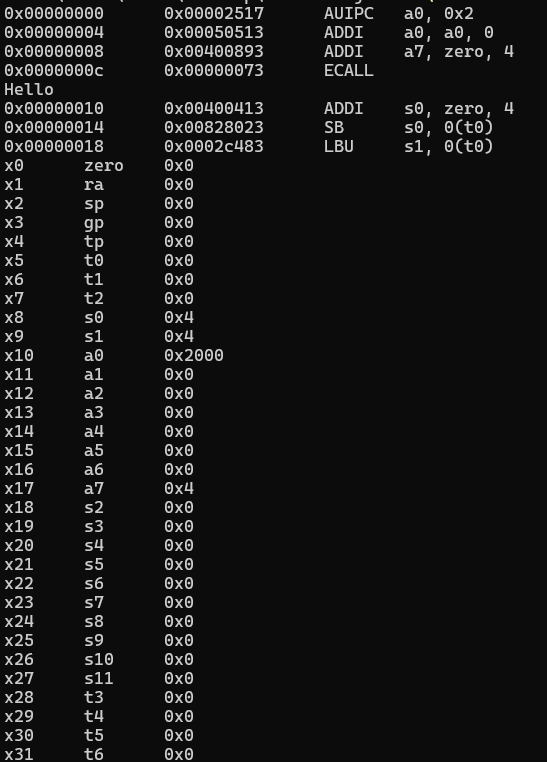 0x00000000 0x00002517 AUIPC a0, 0x2
0x00000004 0x00050513 ADDI a0, a0, 0
0x00000008 0x00400893 ADDI a7, zero, 4
0x0000000c 0x00000073 ECALL
Hello
0x00000010 0x00400413 ADDI s0, zero, 4
0x00000014 0x00828023 SB s0, 0(t0)
0x00000018 0x0002c483 LBU s1, 0(t0)
x0 zero 0x0
x1 ra 0x0
x2 sp 0x0
x3 gp 0x0
x4 tp 0x0
x5 t0 0x0
x6 t1 0x0
x7 t2 0x0
x8 s0 0x4
x9 s1 0x4
x10 a0 0x2000
x11 a1 0x0
x12 a2 0x0
x13 a3 0x0
x14 a4 0x0
x15 a5 0x0
x16 a6 0x0
x17 a7 0x4
x18 s2 0x0
x19 s3 0x0
x20 s4 0x0
x21 s5 0x0
x22 s6 0x0
x23 s7 0x0
x24 s8 0x0
x25 s9 0x0
x26 s10 0x0
x27 s11 0x0
x28 t3 0x0
x29 t4 0x0
x30 t5 0x0
x31 t6 0x0